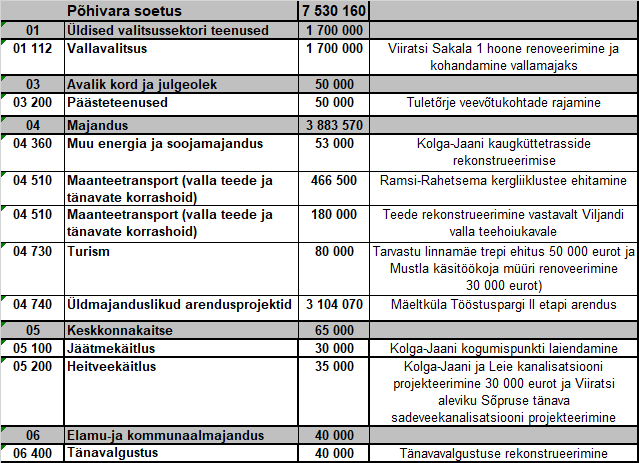 Põhivara soetus 7 530 160
01 Üldised valitsussektori teenused 1 700 000
01 112 Vallavalitsus 1 700 000 Viiratsi Sakala 1 hoone renoveerimine ja
kohandamine vallamajaks
03 Avalik kord ja julgeolek 50 000
03 200 Päästeteenused 50 000 Tuletõrje veevõtukohtade rajamine
04 Majandus 3 883 570
04 360 Muu energia ja soojamajandus 53 000 Kolga-Jaani kaugküttetrasside
rekonstrueerimise
04 510 Maanteetransport (valla teede ja 466 500 Ramsi-Rahetsema kergliiklustee ehitamine
tänavate korrashoid)
04 510 Maanteetransport (valla teede ja 180 000 Teede rekonstrueerimine vastavalt Viljandi
tänavate korrashoid) valla teehoiukavale
04 730 Turism 80 000 Tarvastu linnamäe trepi ehitus 50 000 eurot ja
Mustla käsitöökoja müüri renoveerimine
30 000 eurot)
04 740 Üldmajanduslikud arendusprojektid 3 104 070 Mäeltküla Tööstuspargi II etapi arendus
05 Keskkonnakaitse 65 000
05 100 Jäätmekäitlus 30 000 Kolga-Jaani kogumispunkti laiendamine
05 200 Heitveekäitlus 35 000 Kolga-Jaani ja Leie kanalisatsiooni
projekteerimine 30 000 eurot ja Viiratsi
aleviku Sõpruse tänava
sadeveekanalisatsiooni projekteerimine
06 Elamu-ja kommunaalmajandus 40 000
06 400 Tänavavalgustus 40 000 Tänavavalgustuse rekonstrueerimine